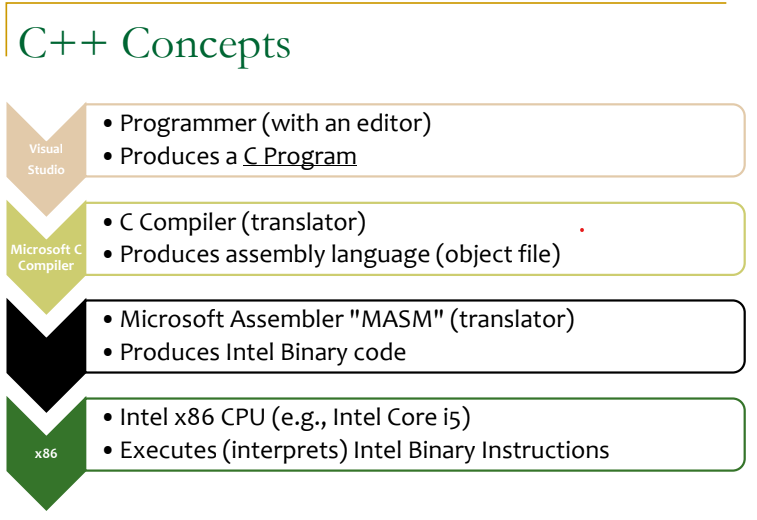 C++ Concepts
Visual
Studio
• Programmer (with an editor)
• Produces a C Program
Microsoft C
Compiler
• C Compiler (translator)
• Produces assembly language (object file)
• Microsoft Assembler "MASM" (translator)
• Produces Intel Binary code
x86
• Intel x86 CPU (e.g., Intel Core i5)
• Executes (interprets) Intel Binary Instructions